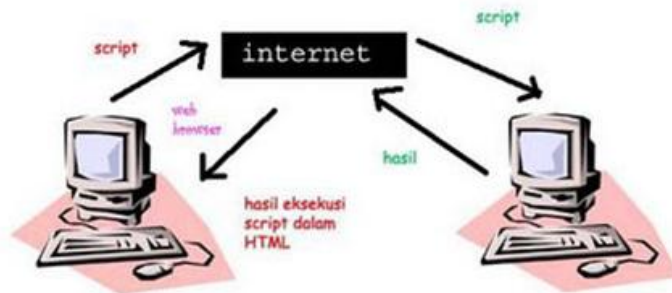 script
script
internet
web
browser
hasil
hasil eksekusi
script dalam
HTML